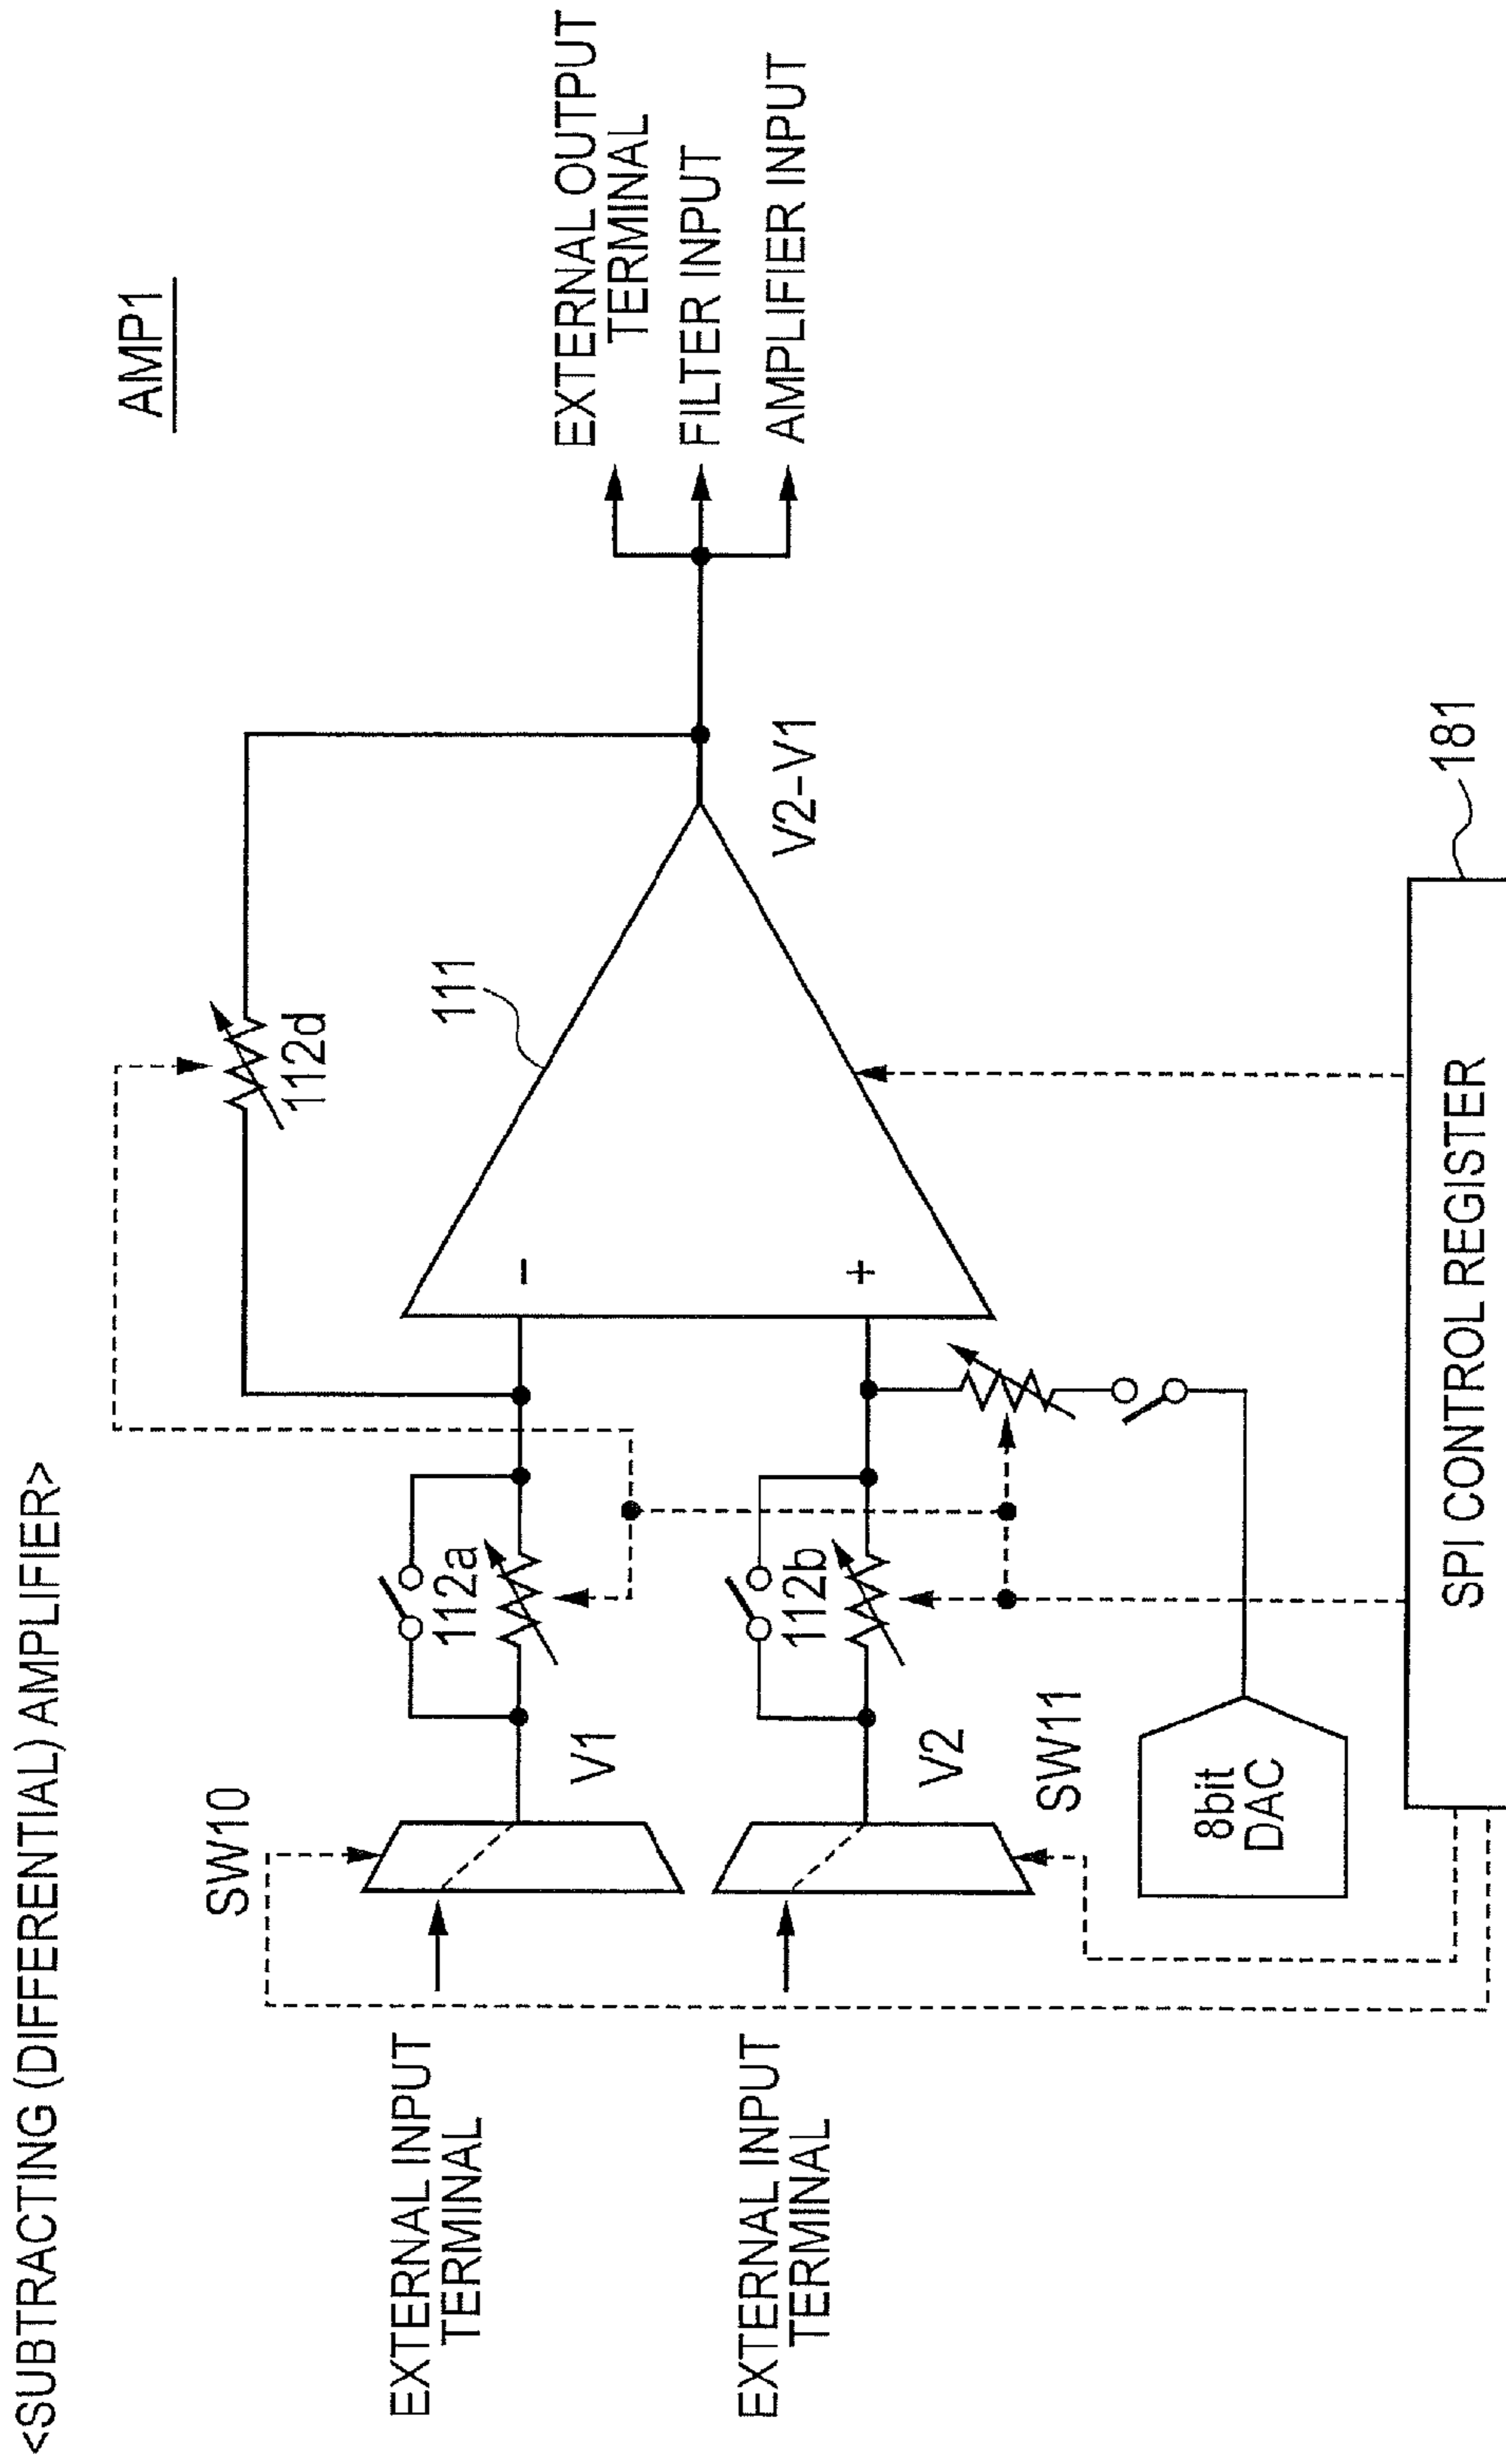 <SUBTRACTING (DIFFERENTIAL) AMPLIFIER>
AMP1
SW10
EXTERNAL INPUT
TERMINAL
V1
112a
112d
111
-
+
EXTERNAL OUTPUT
TERMINAL
FILTER INPUT
AMPLIFIER INPUT
V2-V1
EXTERNAL INPUT
TERMINAL
V2
112b
SW11
8bit
DAC
181
SPI CONTROL REGISTER